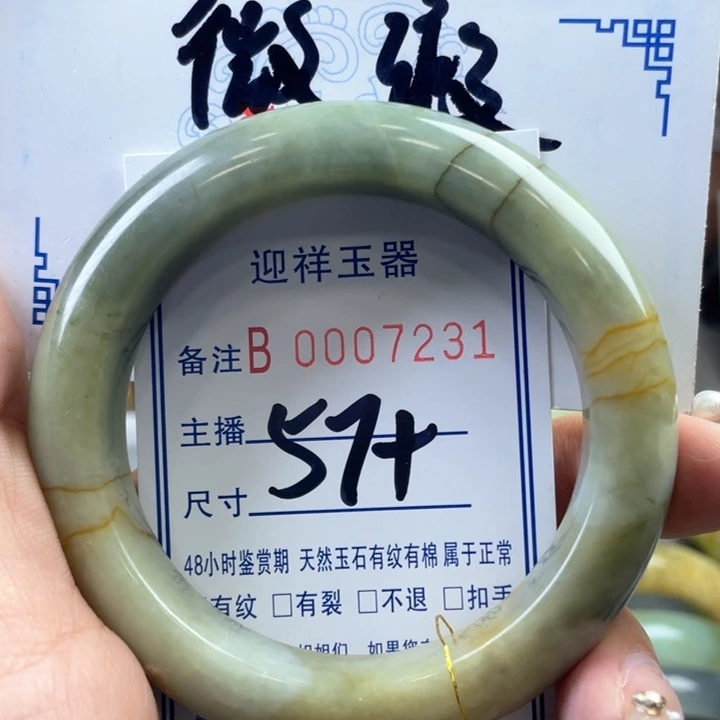 迎祥玉器
备注B 0007231
主播
57+
尺寸
48小时鉴赏期 天然玉石有纹有棉 属于正常
有纹 □有裂 □不退 □扣手